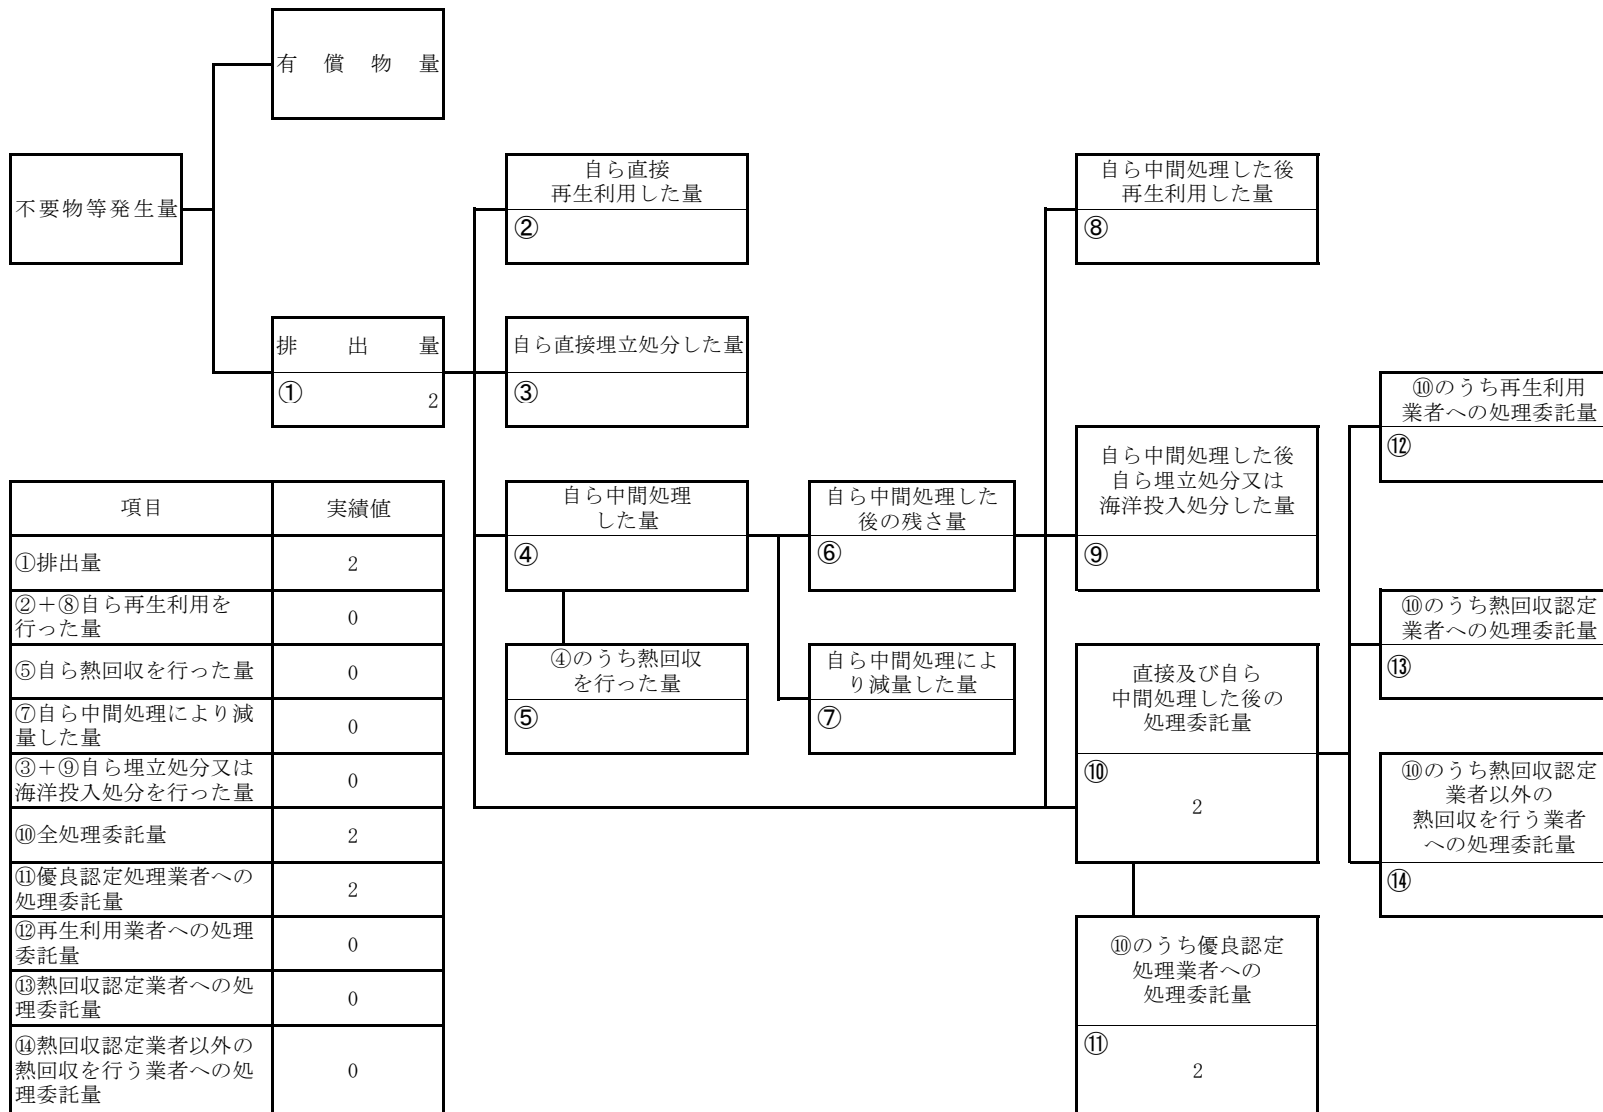 有償物量
不要物等発生量
自ら直接
再生利用した量
②
自ら中間処理した後
再生利用した量
⑧
排出量
①
2
自ら直接埋立処分した量
③
⑩のうち再生利用
業者への処理委託量
⑫
自ら中間処理した後
自ら埋立処分又は
海洋投入処分した量
⑨
自ら中間処理
した量
④
自ら中間処理した
後の残さ量
⑥
⑩のうち熱回収認定
業者への処理委託量
⑬
④のうち熱回収
を行った量
⑤
自ら中間処理によ
り減量した量
⑦
直接及び自ら
中間処理した後の
処理委託量
⑩
2
⑩のうち熱回収認定
業者以外の
熱回収を行う業者
への処理委託量
⑭
⑩のうち優良認定
処理業者への
処理委託量
⑪
2
項目 実績値
①排出量 2
②+⑧自ら再生利用を
行った量 0
⑤自ら熱回収を行った量 0
⑦自ら中間処理により減
量した量 0
③+⑨自ら埋立処分又は
海洋投入処分を行った量 0
⑩全処理委託量 2
⑪優良認定処理業者への
処理委託量 2
⑫再生利用業者への処理
委託量 0
⑬熱回収認定業者への処
理委託量 0
⑭熱回収認定業者以外の
熱回収を行う業者への処
理委託量 0